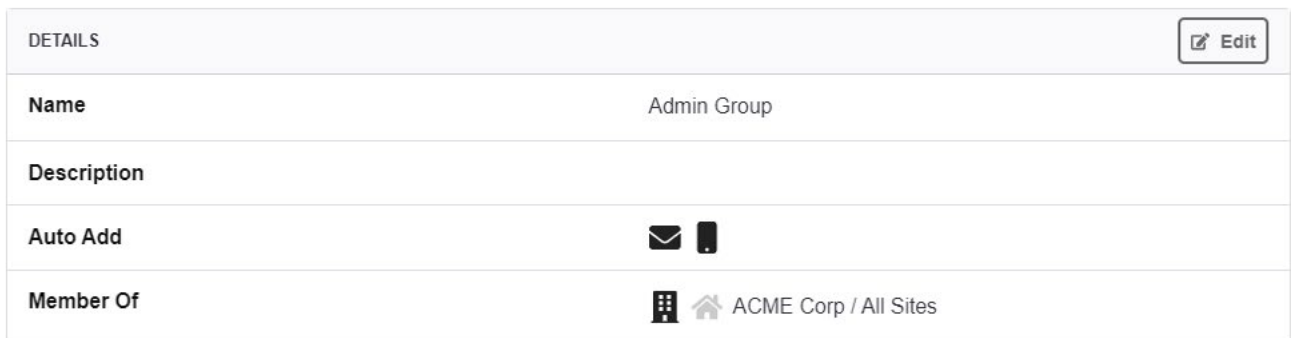 DETAILS Edit
Name Admin Group
Description
Auto Add
Member Of ACME Corp / All Sites